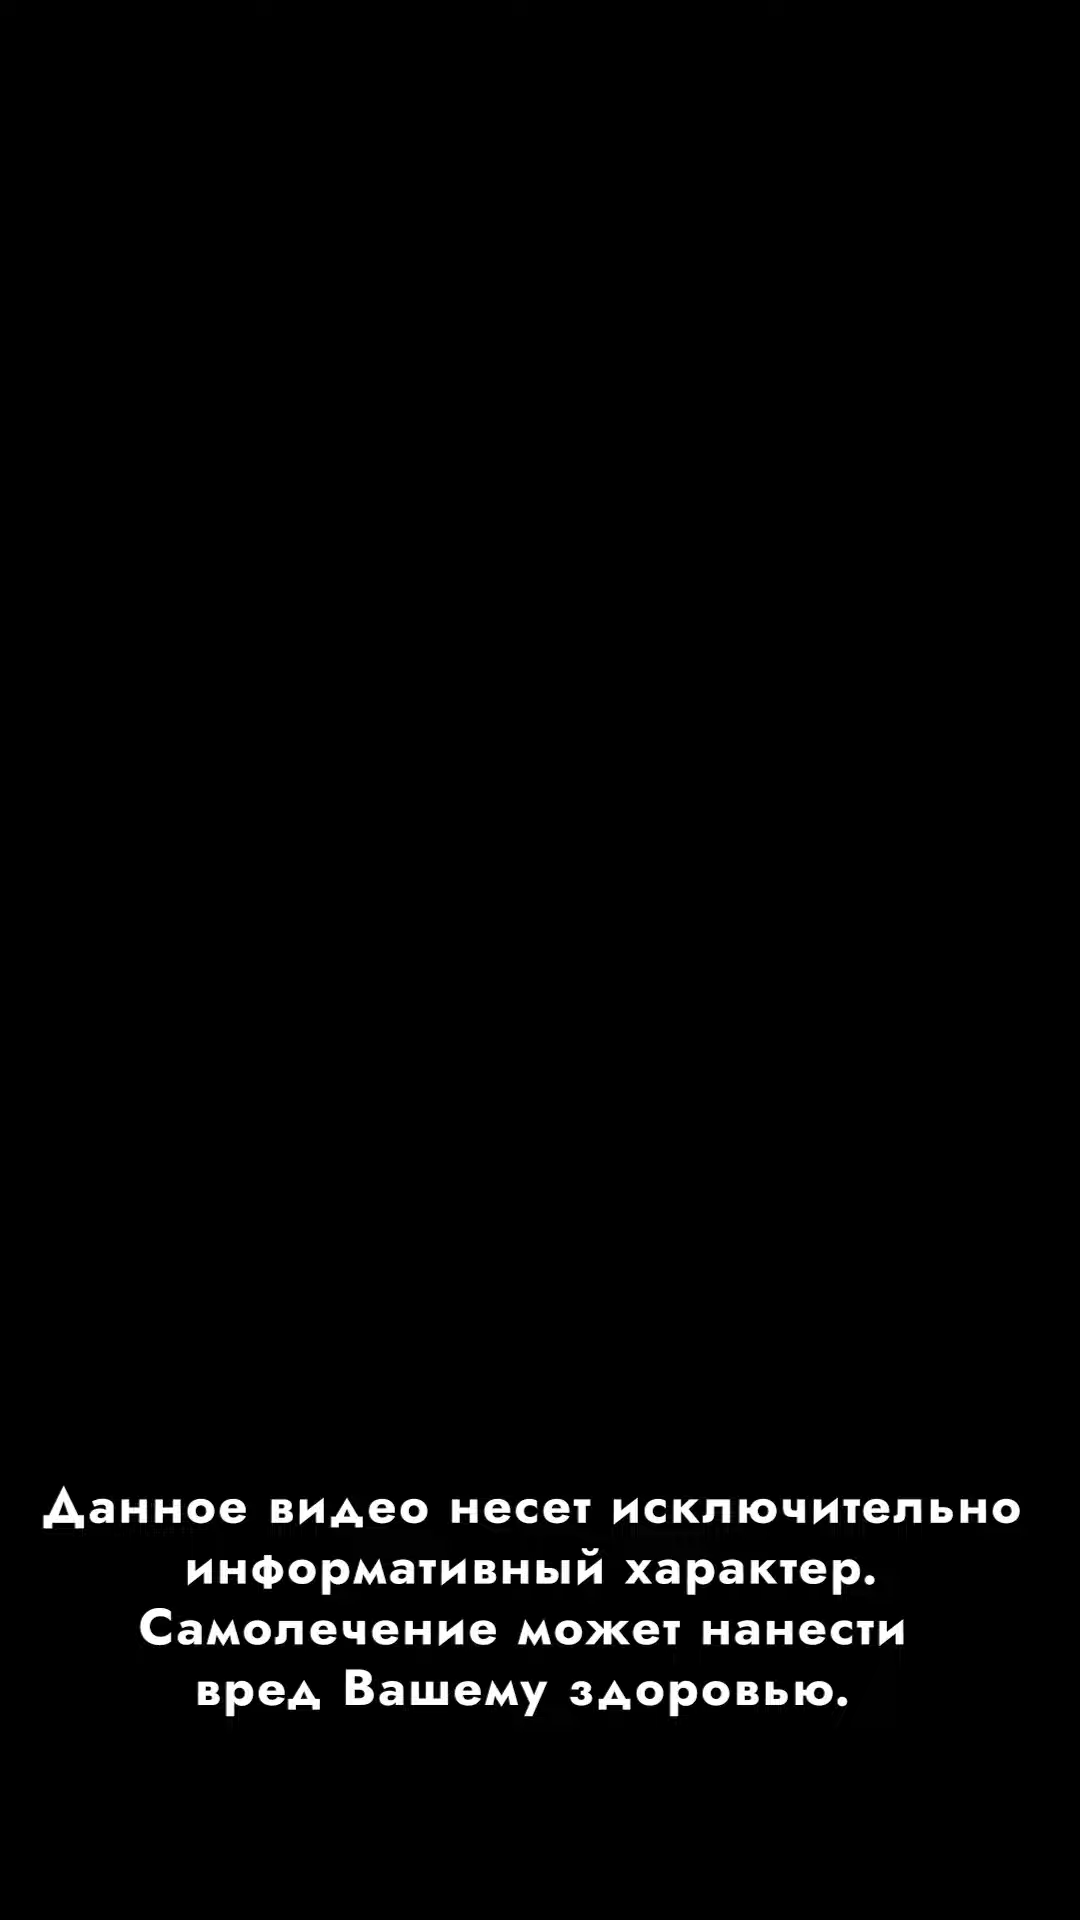 Данное видео несет исключительно
информативный характер.
Самолечение может нанести
вред Вашему здоровью.